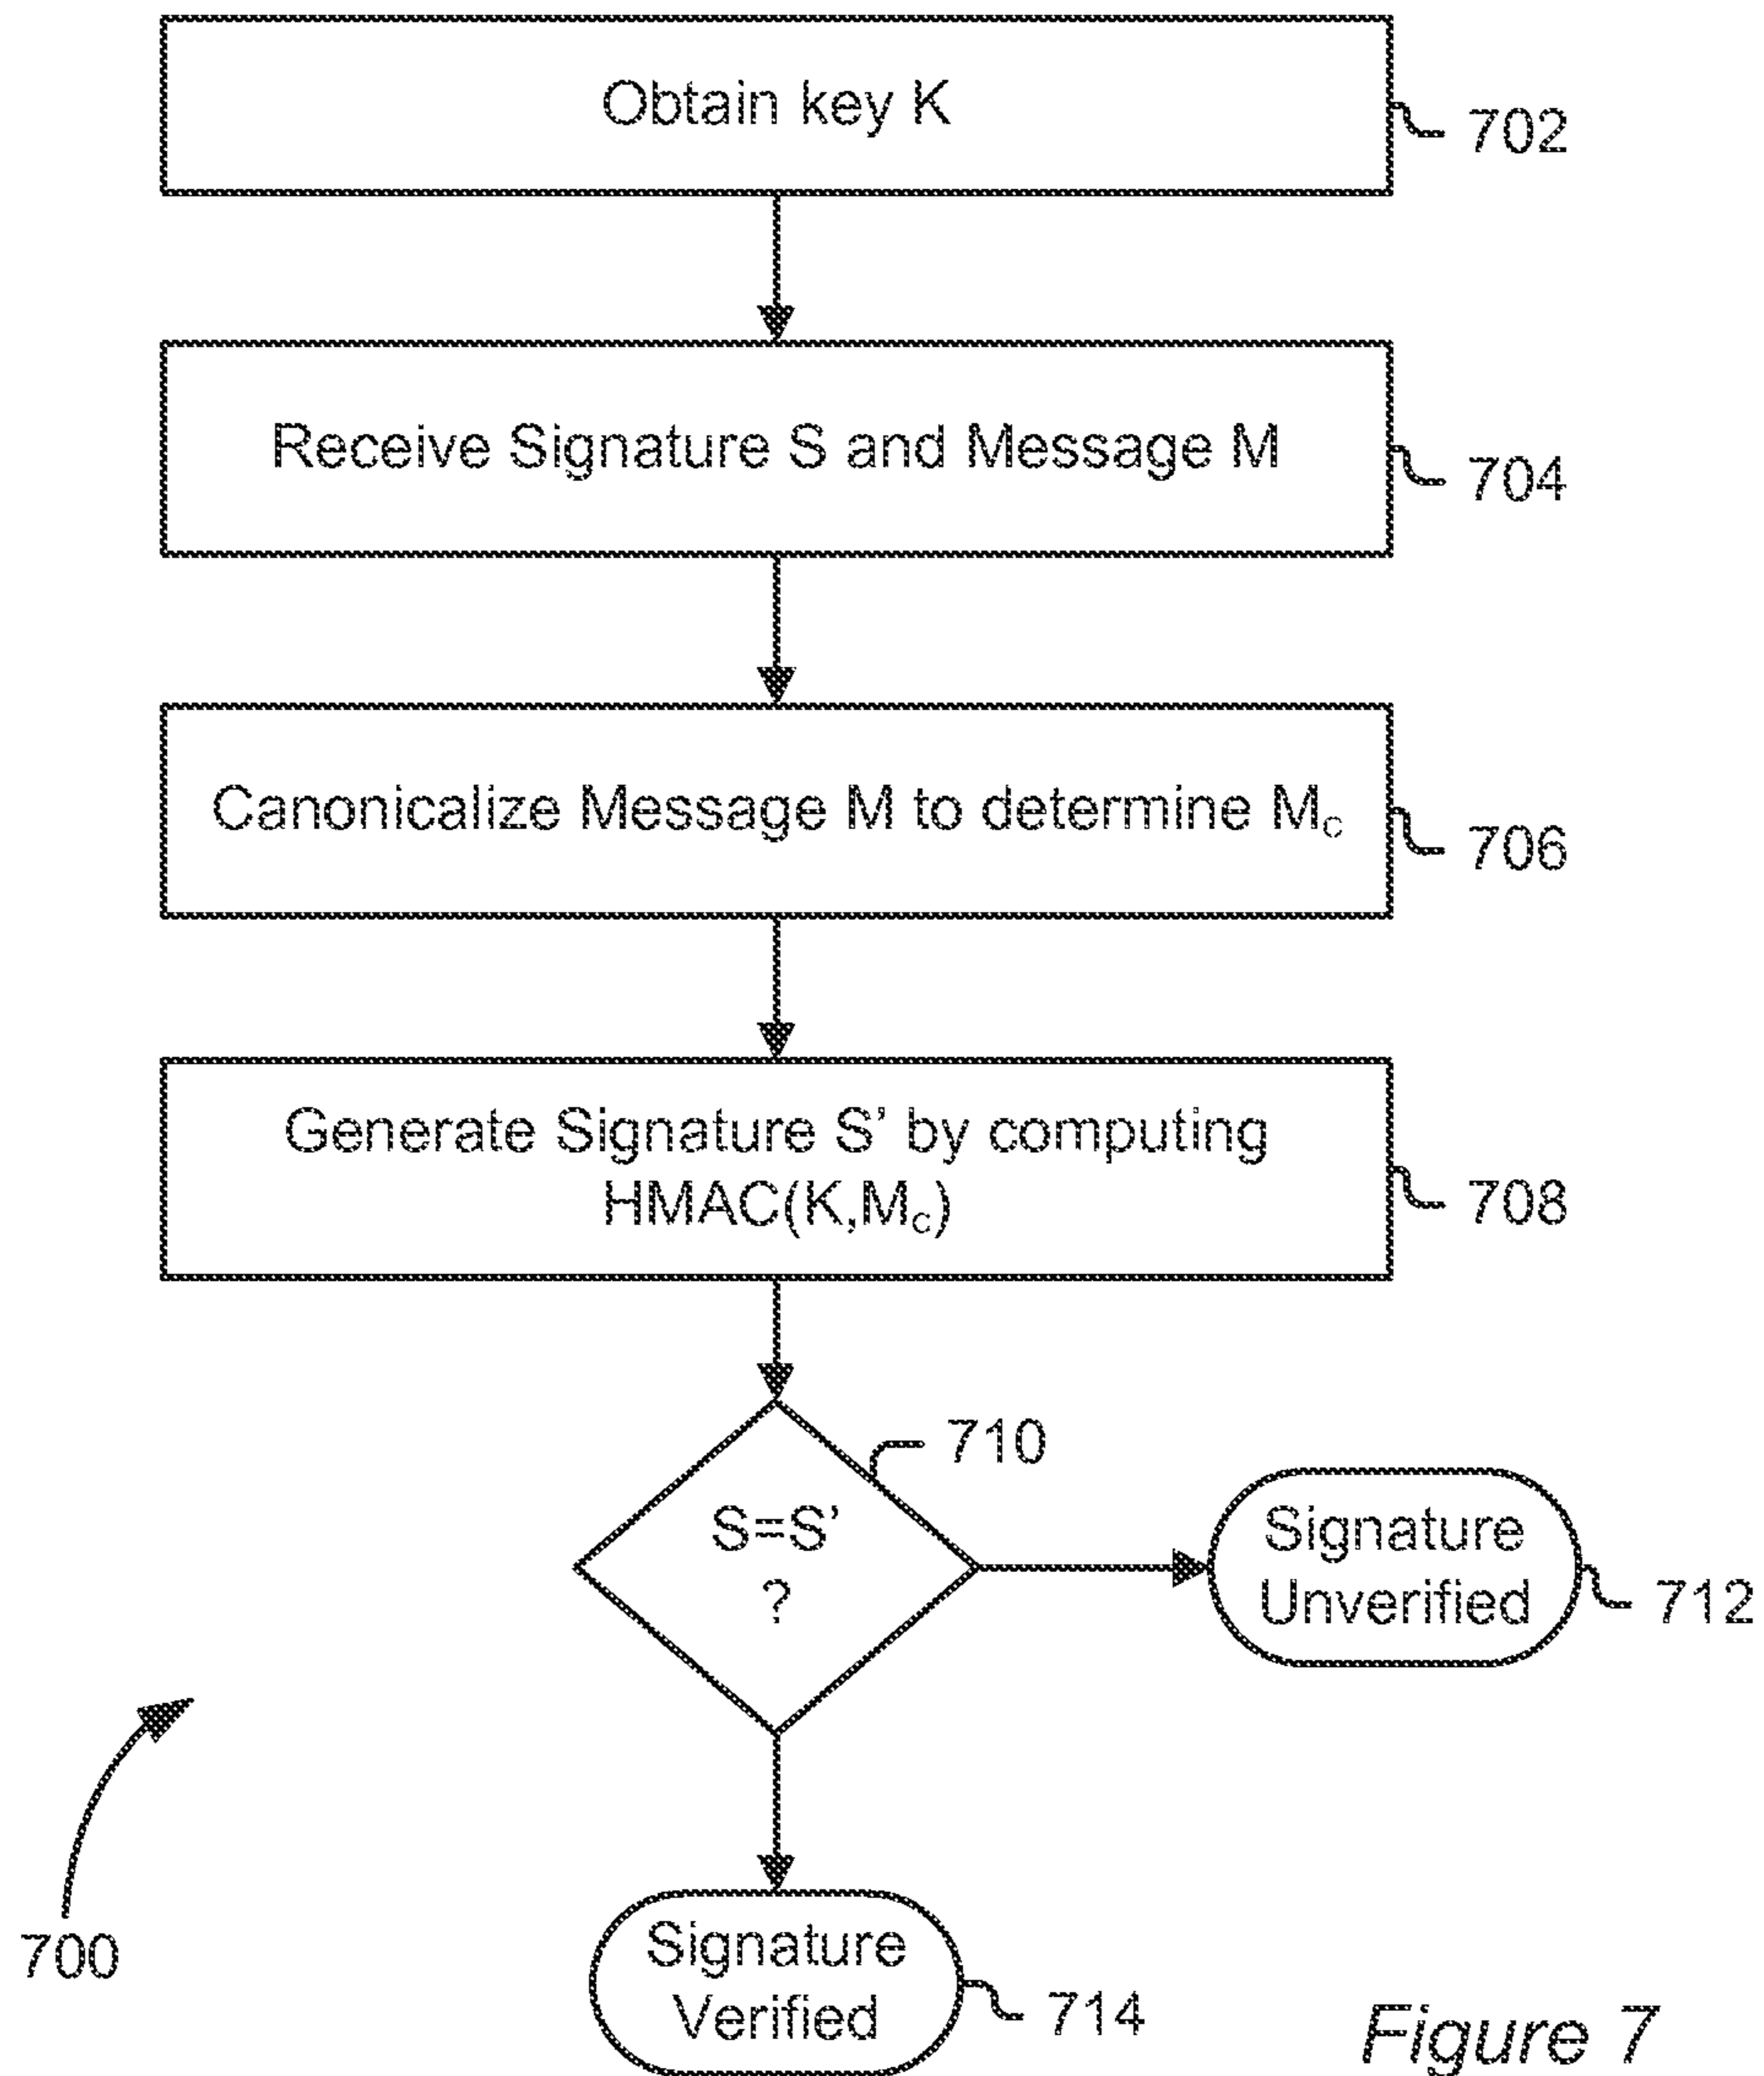 Obtain key K
702
Receive Signature S and Message M
704
Canonicalize Message M to determine Mc
706
Generate Signature S’ by computing
HMAC(K,Mc)
708
710
S=S’
?
Signature
Unverified
712
700
Signature
Verified
714
Figure 7